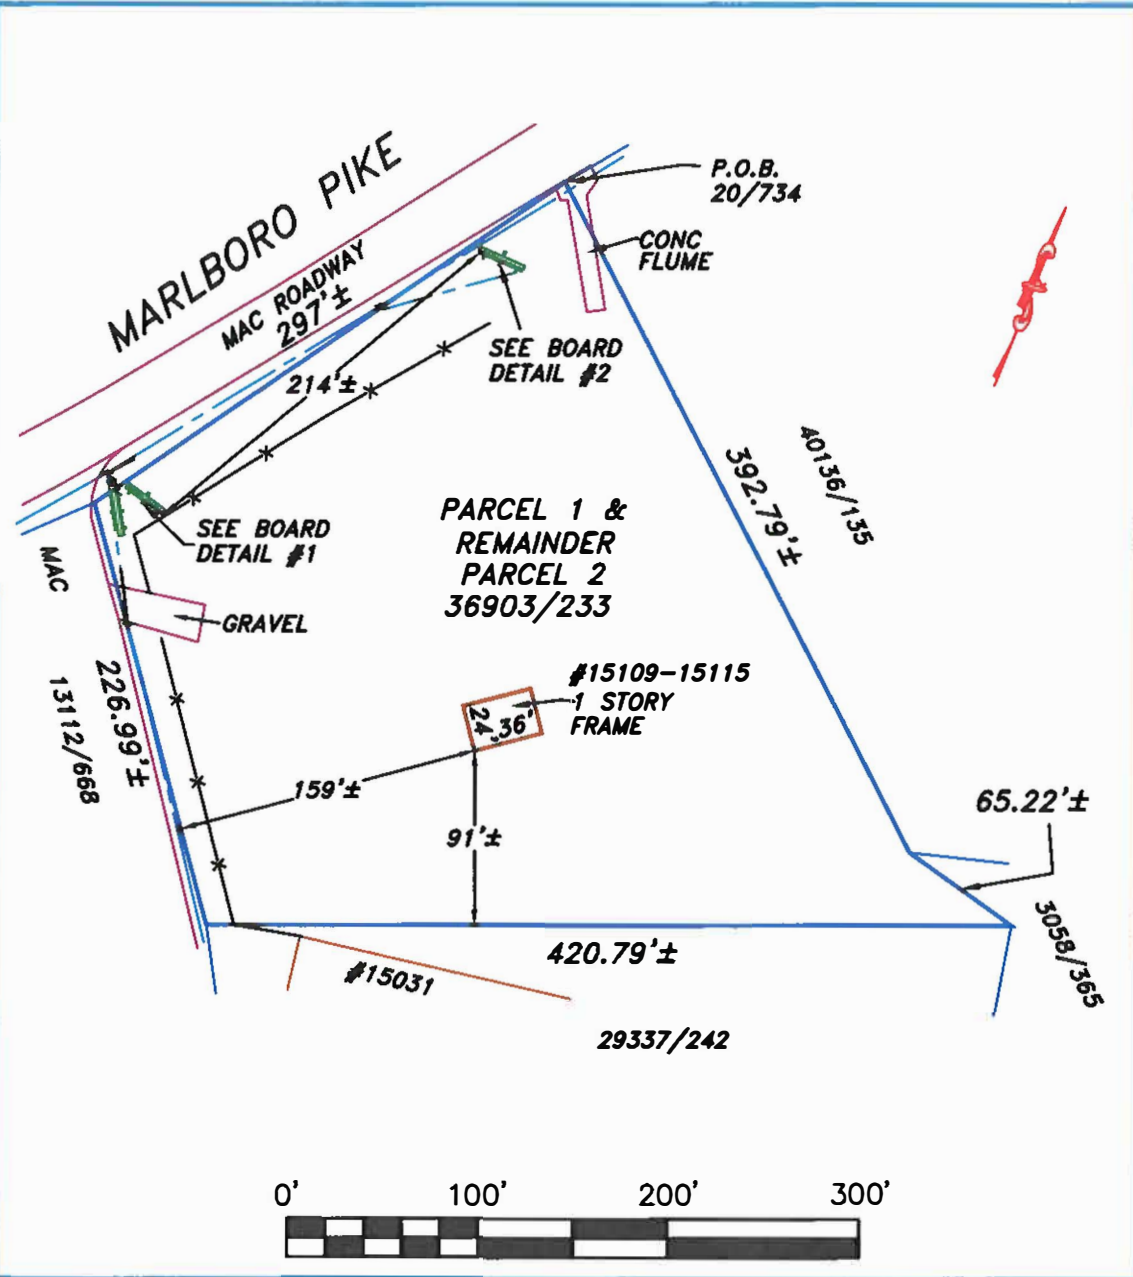 MARLBORO PIKE
MAC ROADWAY
297'±
P.O.B.
20/734
CONC
FLUME
SEE BOARD
DETAIL #2
214'±
392.79'±
40136/135
SEE BOARD
DETAIL #1
PARCEL 1 &
REMAINDER
PARCEL 2
36903/233
MAC
GRAVEL
226.99'±
13112/668
#15109-15115
1 STORY
FRAME
24'
36'
159'±
91'±
65.22'±
3058/365
420.79'±
#15031
29337/242
0' 100' 200' 300'